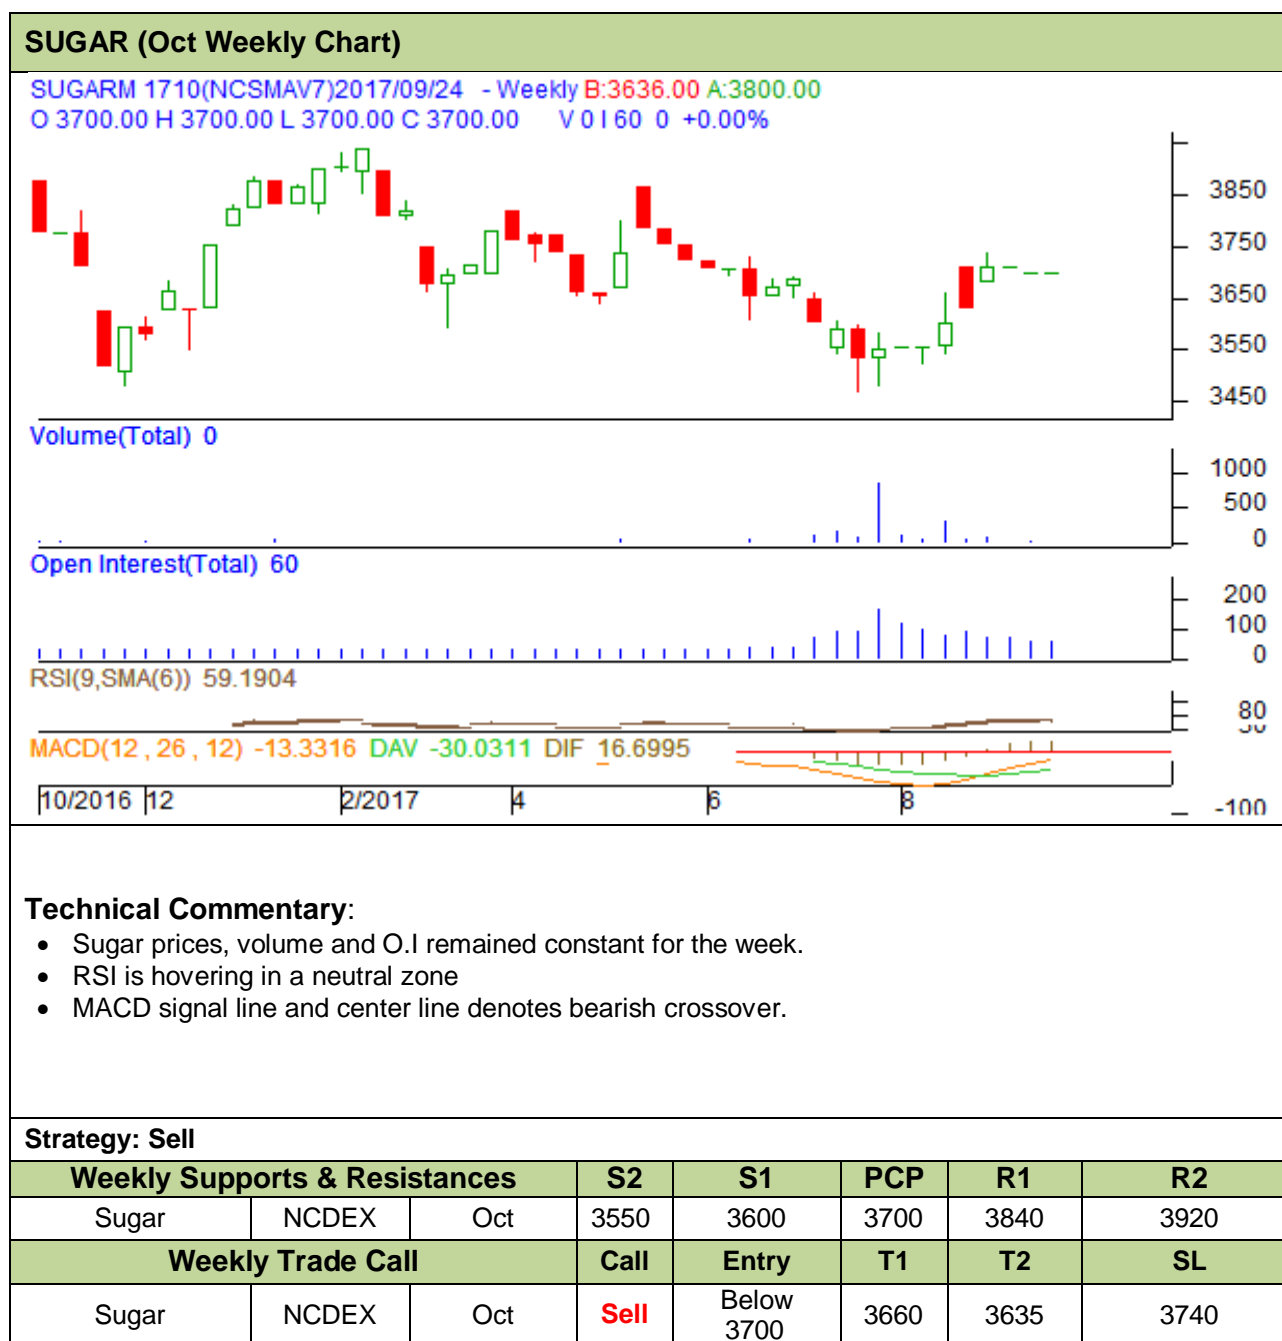 SUGAR (Oct Weekly Chart)
SUGARM 1710(NCSMAV7)2017/09/24 - Weekly B:3636.00 A:3800.00
O 3700.00 H 3700.00 L 3700.00 C 3700.00 V 0 I 60 0 +0.00%
3850
3750
3650
3550
3450
Volume(Total) 0
1000
500
0
Open Interest(Total) 60
200
100
0
RSI(9,SMA(6)) 59.1904
80
MACD(12 , 26 , 12) -13.3316 DAV -30.0311 DIF 16.6995
10/2016 12 2/2017 4 6 8
-100
Technical Commentary:
• Sugar prices, volume and O.I remained constant for the week.
• RSI is hovering in a neutral zone
• MACD signal line and center line denotes bearish crossover.
Strategy: Sell
Weekly Supports & Resistances S2 S1 PCP R1 R2
Sugar NCDEX Oct 3550 3600 3700 3840 3920
Weekly Trade Call Call Entry T1 T2 SL
Sugar NCDEX Oct Sell Below 3700 3660 3635 3740